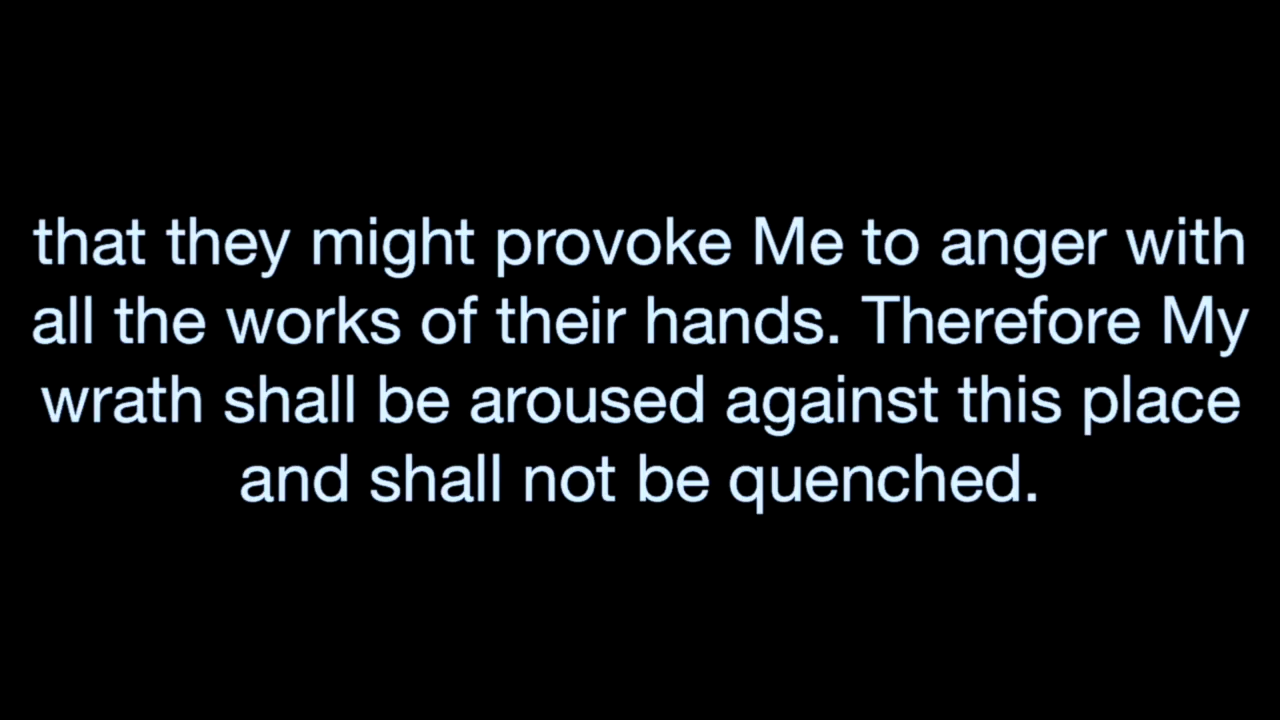 that they might provoke Me to anger with
all the works of their hands. Therefore My
wrath shall be aroused against this place
and shall not be quenched.